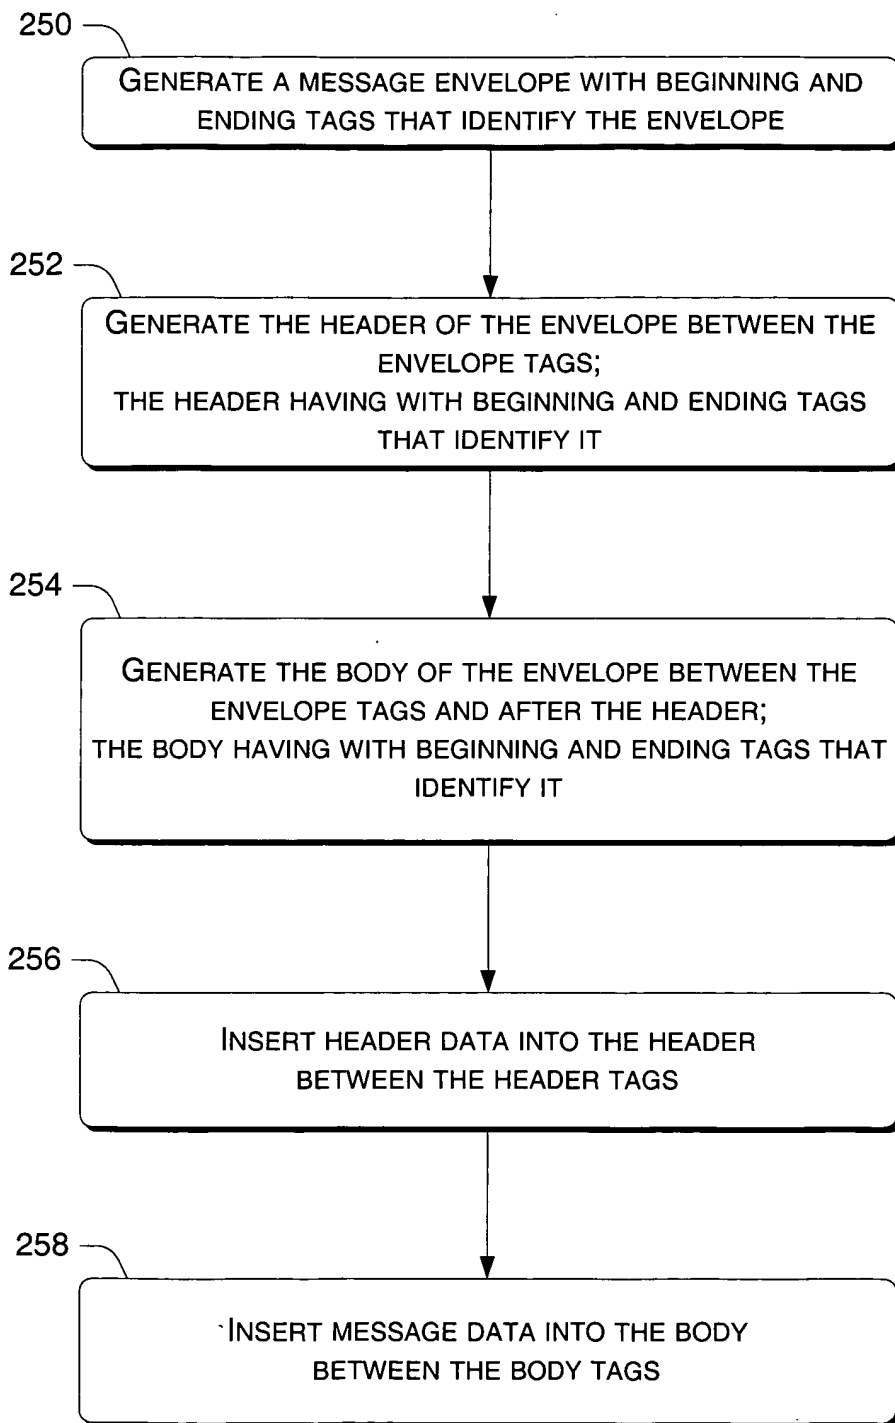 250
GENERATE A MESSAGE ENVELOPE WITH BEGINNING AND
ENDING TAGS THAT IDENTIFY THE ENVELOPE
252
GENERATE THE HEADER OF THE ENVELOPE BETWEEN THE
ENVELOPE TAGS;
THE HEADER HAVING WITH BEGINNING AND ENDING TAGS
THAT IDENTIFY IT
254
GENERATE THE BODY OF THE ENVELOPE BETWEEN THE
ENVELOPE TAGS AND AFTER THE HEADER;
THE BODY HAVING WITH BEGINNING AND ENDING TAGS THAT
IDENTIFY IT
256
INSERT HEADER DATA INTO THE HEADER
BETWEEN THE HEADER TAGS
258
INSERT MESSAGE DATA INTO THE BODY
BETWEEN THE BODY TAGS